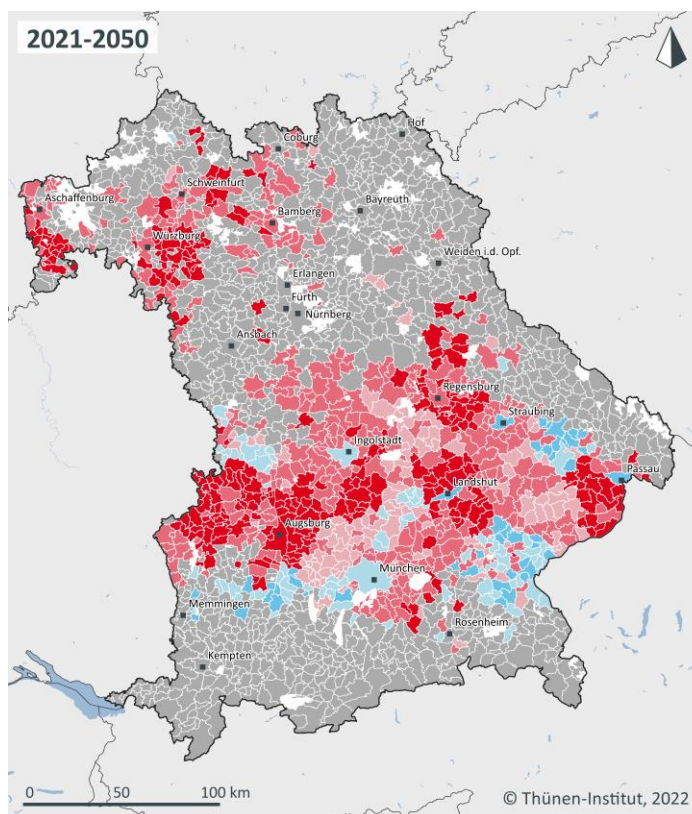 2021-2050
Hof
Coburg
Schweinfurt
Aschaffenburg
Bamberg
Bayreuth
Würzburg
Weiden i.d. Opf.
Erlangen
Fürth
Nürnberg
Ansbach
Regensburg
Straubing
Ingolstadt
Passau
Landshut
Augsburg
München
Memmingen
Rosenheim
Kempten
0 50 100 km
© Thünen-Institut, 2022